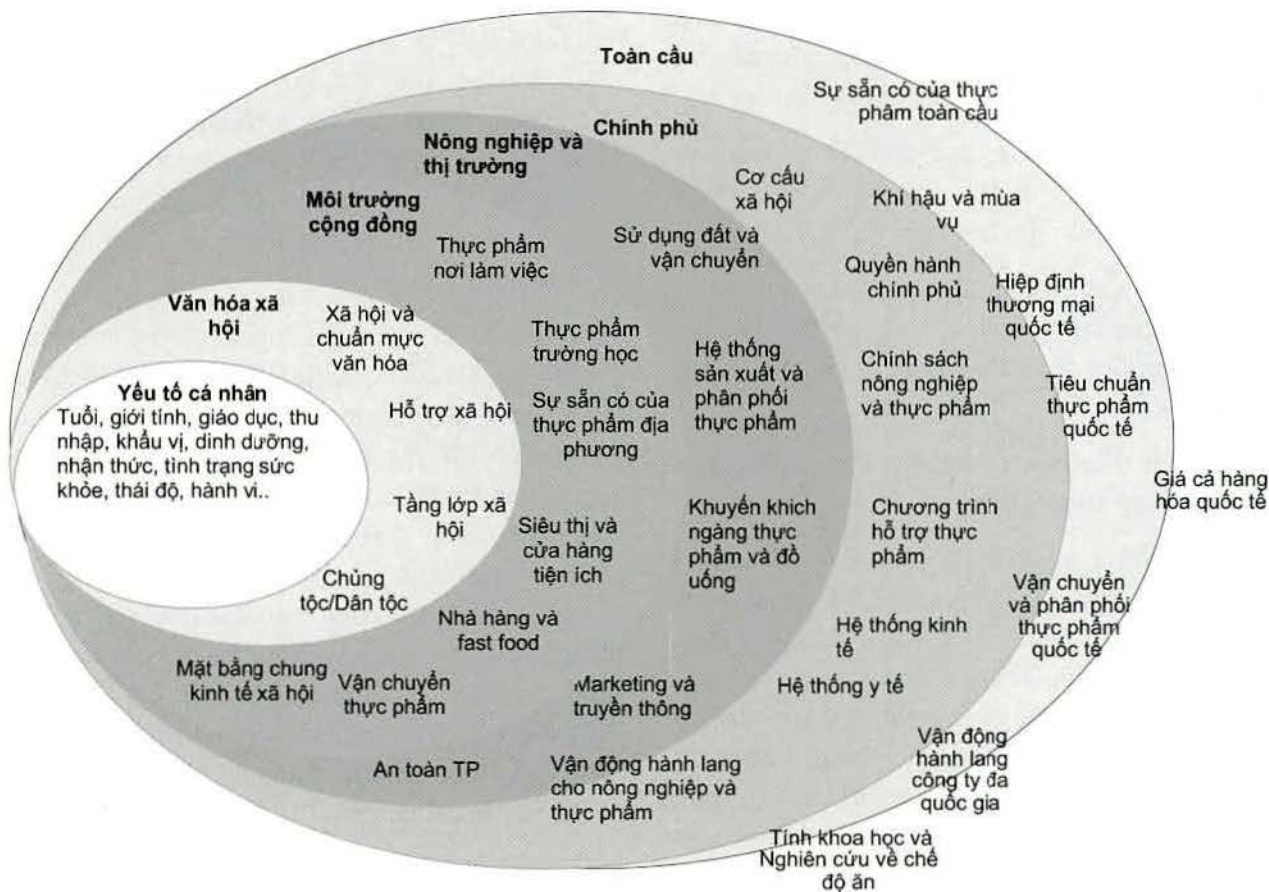 Toàn cầu
Sự sẵn có của thực
phâm toàn cầu
Chính phủ
Nông nghiệp và
thị trường
Cơ cấu
xã hội
Môi trường
cộng đồng
Khí hậu và mùa
vụ
Thực phẩm
nơi làm việc
Sử dụng đất và
vận chuyển
Quyền hành
chính phủ
Hiệp định
thương mại
quốc tế
Văn hóa xã
hội
Xã hội và
chuẩn mực
văn hóa
Thực phẩm
trường học
Hệ thống
sản xuất và
phân phối
thực phẩm
Chính sách
nông nghiệp
và thực phẩm
Tiêu chuẩn
thực phẩm
quốc tế
Yếu tố cá nhân
Tuổi, giới tính, giáo dục, thu
nhập, khẩu vị, dinh dưỡng,
nhận thức, tình trạng sức
khỏe, thái độ, hành vi..
Hỗ trợ xã hội
Sự sẵn có của
thực phẩm địa
phương
Giá cả hàng
hóa quốc tế
Tầng lớp xã
hội
Siêu thị và
cửa hàng
tiện ích
Khuyến khich
ngàng thực
phẩm và đồ
uống
Chương trình
hỗ trợ thực
phẩm
Chủng
tộc/Dân tộc
Vận chuyển
và phân phối
thực phẩm
quốc tế
Nhà hàng và
fast food
Hệ thống kinh
tế
Mặt bằng chung
kinh tế xã hội
Vận chuyển
thực phẩm
Marketing và
truyền thông
Hệ thống y tế
An toàn TP
Vận động hành lang
cho nông nghiệp và
thực phẩm
Vận động
hành lang
công ty đa
quốc gia
Tính khoa học và
Nghiên cứu về chế
độ ăn